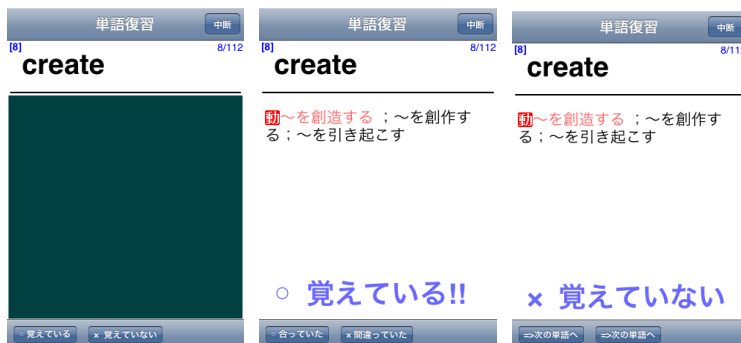 単語復習
中断
[8]
8/112
create
○覚えている
×覚えていない
単語復習
中断
[8]
8/112
create
動～を創造する ；～を創作す
る；～を引き起こす
○ 覚えている!!
○合っていた
×間違っていた
単語復習
中断
[8]
8/11
create
動～を創造する ；～を創作す
る；～を引き起こす
× 覚えていない
=>次の単語へ
=>次の単語へ